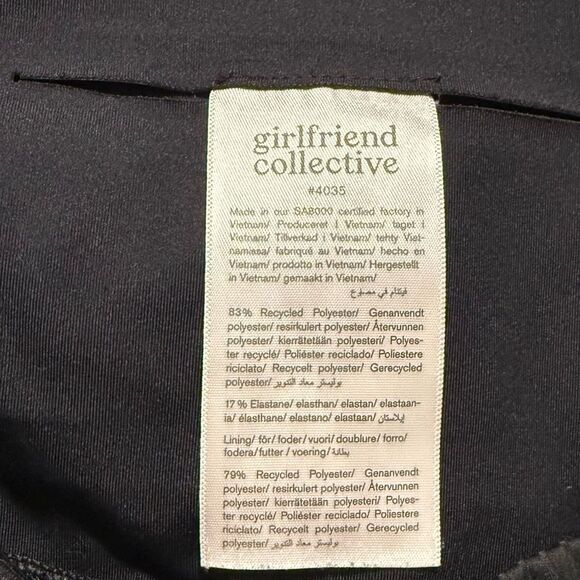 girlfriend
collective
#4035
Made in our SA8000 certified factory in
Vietnam/ Produceret i Vietnam/ laget i
Vietnam/ Tillverkad i Vietnam/ tehty Viet-
namissa/ fabriqué au Vietnam/ hecho en
Vietnam/ prodotto in Vietnam/ Hergestellt
in Vietnam/ gemaakt in Vietnam/
فيتنام في مصنوع
83% Recycled Polyester/ Genanvendt
polyester/ resirkulert polyester/ Återvunnen
polyester/ kierrätetään polyesteri/ Polyes-
ter recyclé/ Poliéster reciclado/ Poliestere
riciclato/ Recycelt polyester/ Gerecycled
polyester/ بوليستر معاد التدوير
17% Elastane/ elasthan/ elastan/ elastaan-
ia/ élasthane/ elastano/ elastaan/ إيلاستان
Lining/ fôr/ foder/ vuori/ doublure/ forro/
fodera/futter / voering/ بطانة
79% Recycled Polyester/ Genanvendt
polyester/ resirkulert polyester/ Återvunnen
polyester/ kierrätetään polyesteri/ Polyes-
ter recyclé/ Poliéster reciclado/ Poliestere
riciclato/ Recycelt polyester/ Gerecycled
polyester/ بوليستر معاد التدوير